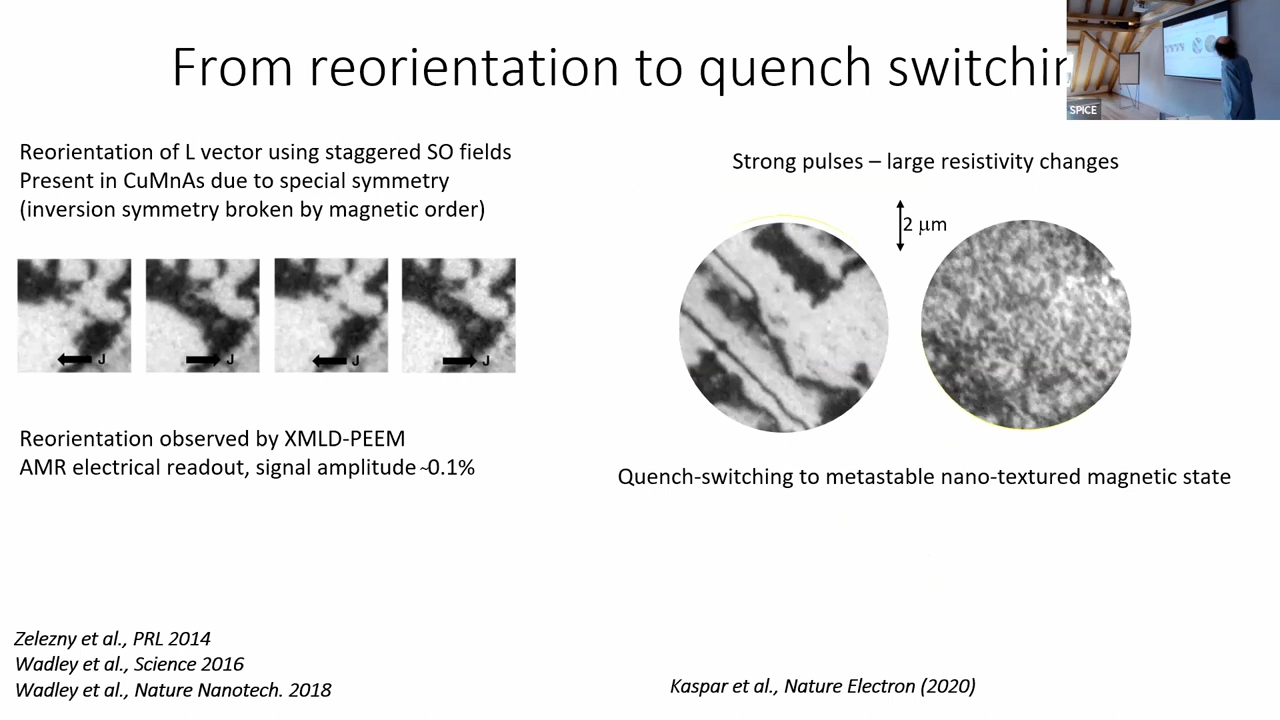 From reorientation to quench switchin
SPICE
Reorientation of L vector using staggered SO fields
Present in CuMnAs due to special symmetry
(inversion symmetry broken by magnetic order)
J
J
J
J
Reorientation observed by XMLD-PEEM
AMR electrical readout, signal amplitude ~0.1%
Zelezny et al., PRL 2014
Wadley et al., Science 2016
Wadley et al., Nature Nanotech. 2018
Strong pulses – large resistivity changes
2 μm
Quench-switching to metastable nano-textured magnetic state
Kaspar et al., Nature Electron (2020)